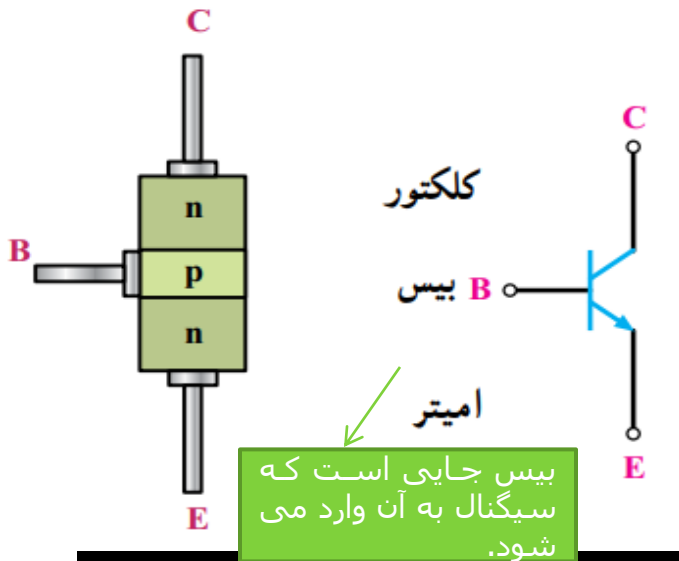 C
n
B
p
n
E
کلکتور
بیس
امیتر
C
B
E
بیس جایی است که
سیگنال به آن وارد می
شود.